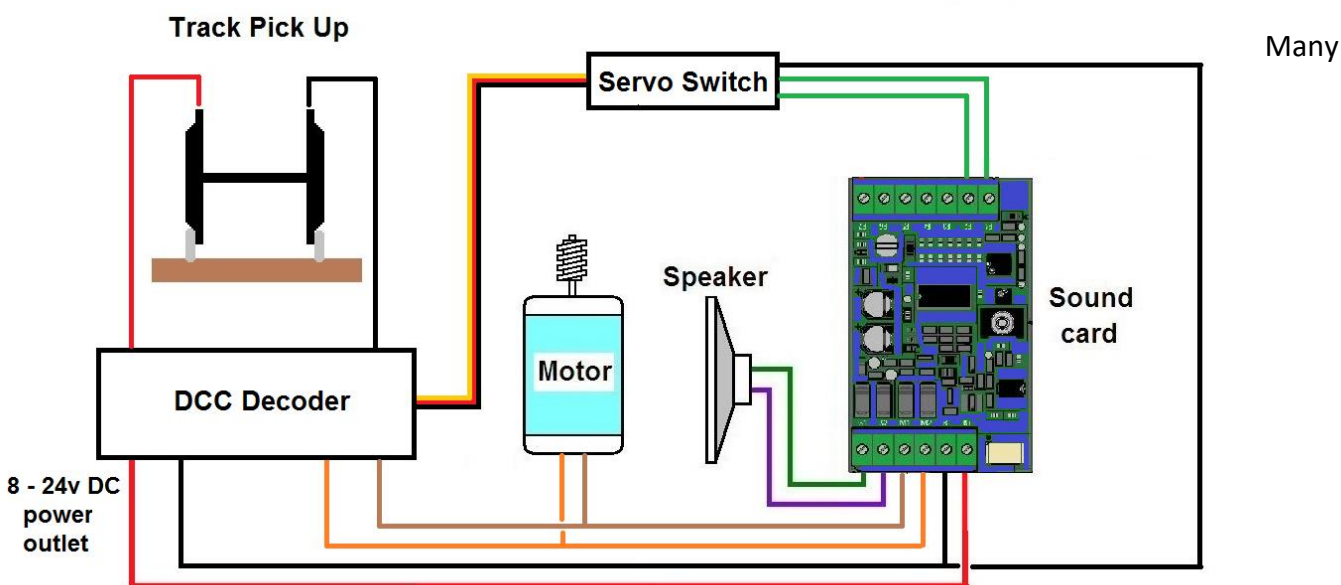 Track Pick Up
Many
Servo Switch
Speaker
Sound
card
Motor
DCC Decoder
8 - 24v DC
power
outlet